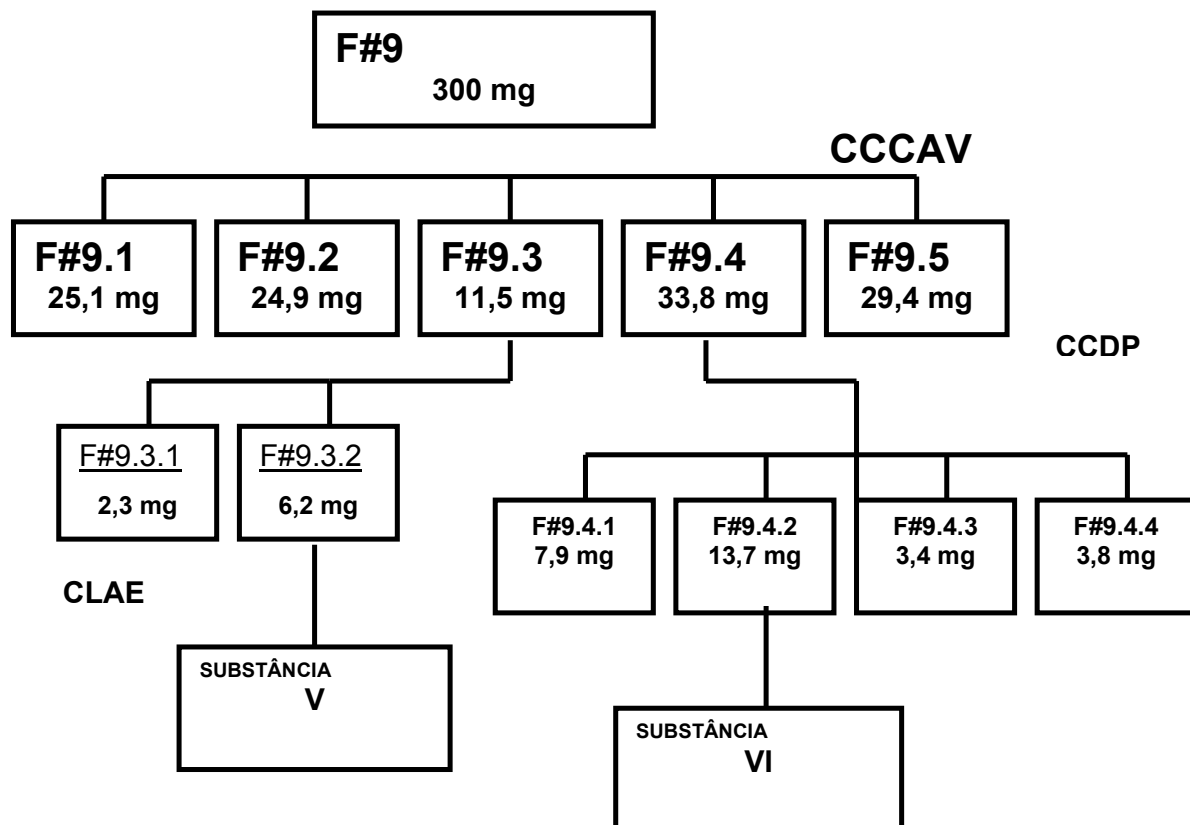 F#9
300 mg
CCCAV
F#9.1
25,1 mg
F#9.2
24,9 mg
F#9.3
11,5 mg
F#9.4
33,8 mg
F#9.5
29,4 mg
CCDP
F#9.3.1
2,3 mg
F#9.3.2
6,2 mg
F#9.4.1
7,9 mg
F#9.4.2
13,7 mg
F#9.4.3
3,4 mg
F#9.4.4
3,8 mg
CLAE
SUBSTÂNCIA
V
SUBSTÂNCIA
VI